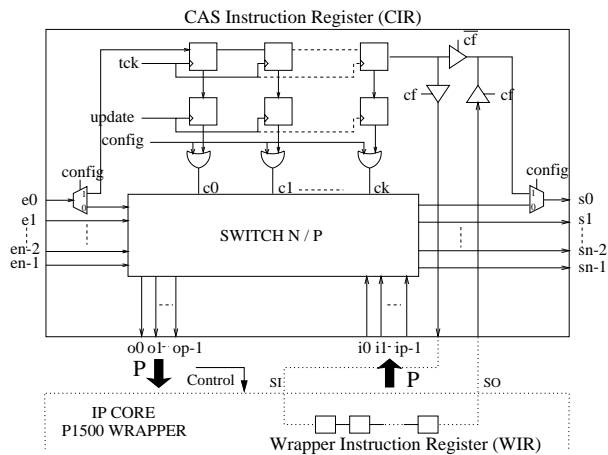 CAS Instruction Register (CIR)
cf
tck
cf
cf
update
config
config
config
e0
1
0
c0
c1
ck
1
0
s0
e1
s1
SWITCH N / P
en-2
sn-2
en-1
sn-1
o0 o1 op-1
i0 i1 ip-1
P
Control
P
SI
SO
IP CORE
P1500 WRAPPER
Wrapper Instruction Register (WIR)